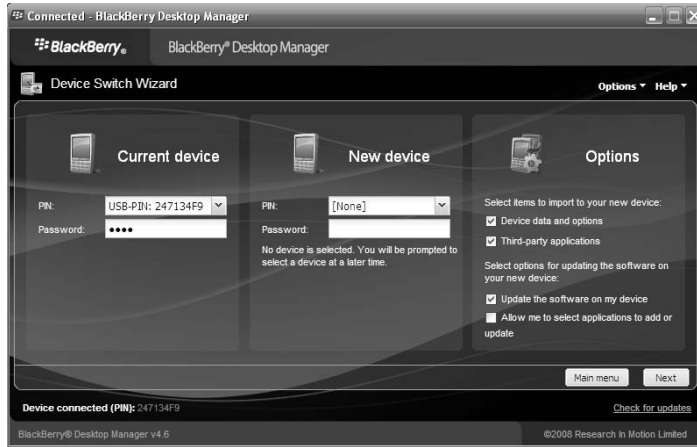 Connected - BlackBerry Desktop Manager
BlackBerry®
BlackBerry® Desktop Manager
Device Switch Wizard
Options Help
Current device
PIN: USB-PIN: 247134F9
Password: ••••
New device
PIN: [None]
Password:
No device is selected. You will be prompted to
select a device at a later time.
Options
Select items to import to your new device:
Device data and options
Third-party applications
Select options for updating the software on
your new device:
Update the software on my device
Allow me to select applications to add or
update
Main menu Next
Device connected (PIN): 247134F9
Check for updates
BlackBerry® Desktop Manager v4.6
©2008 Research In Motion Limited